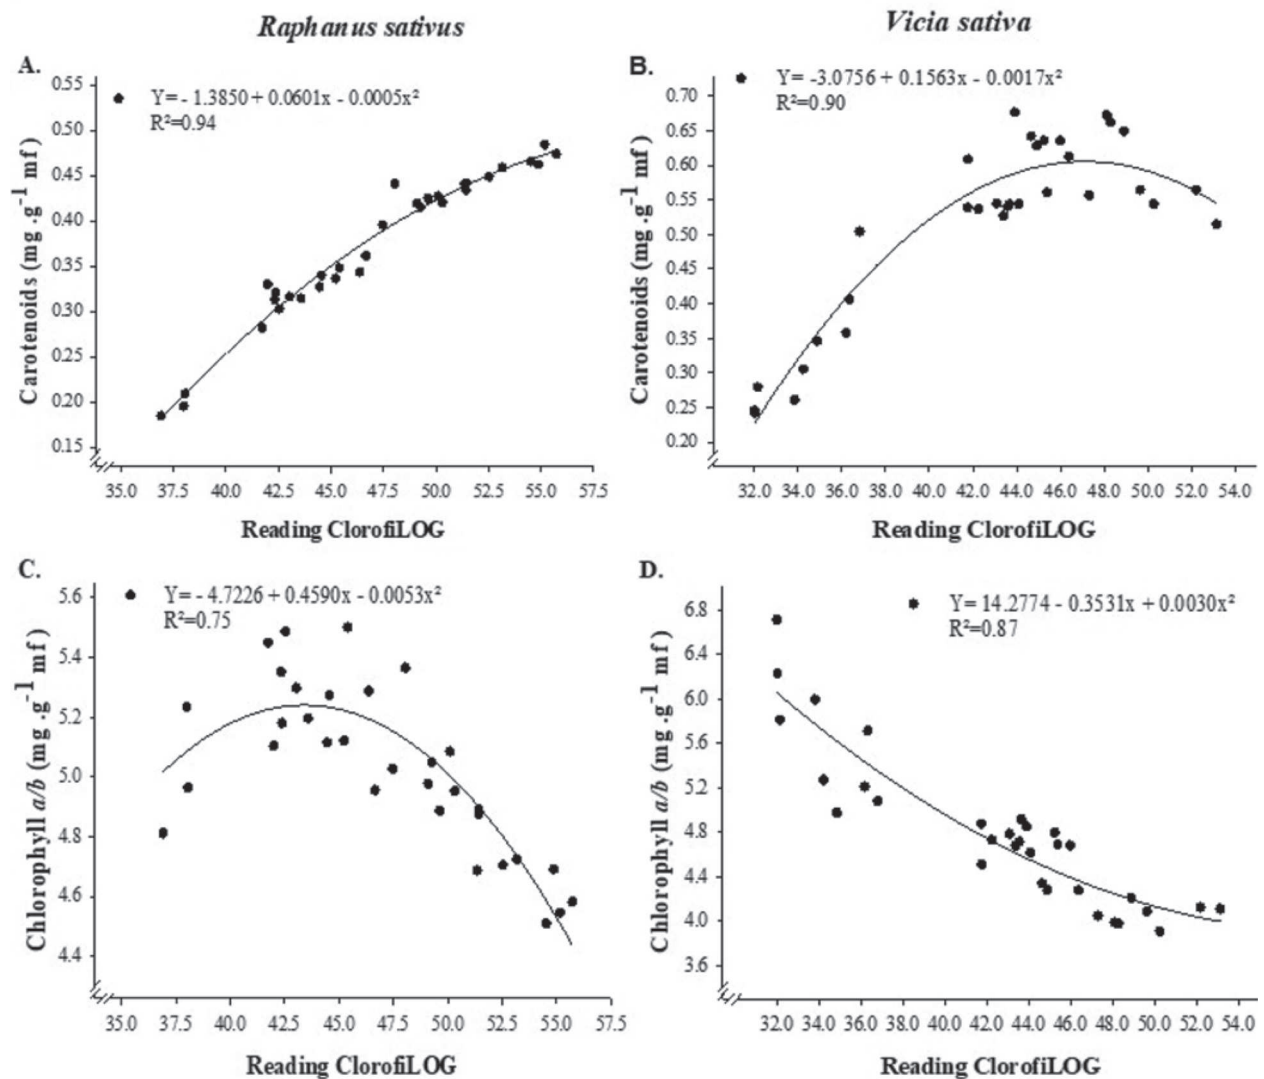 Raphanus sativus
Vicia sativa
A.
Y= - 1.3850 + 0.0601x - 0.0005x²
R²=0.94
Carotenoids (mg .g⁻¹ mf)
0.55
0.50
0.45
0.40
0.35
0.30
0.25
0.20
0.15
35.0 37.5 40.0 42.5 45.0 47.5 50.0 52.5 55.0 57.5
Reading ClorofiLOG
B.
Y= -3.0756 + 0.1563x - 0.0017x²
R²=0.90
Carotenoids (mg .g⁻¹ mf)
0.70
0.65
0.60
0.55
0.50
0.45
0.40
0.35
0.30
0.25
0.20
32.0 34.0 36.0 38.0 40.0 42.0 44.0 46.0 48.0 50.0 52.0 54.0
Reading ClorofiLOG
C.
Y= - 4.7226 + 0.4590x - 0.0053x²
R²=0.75
Chlorophyll a/b (mg .g⁻¹ mf)
5.6
5.4
5.2
5.0
4.8
4.6
4.4
35.0 37.5 40.0 42.5 45.0 47.5 50.0 52.5 55.0 57.5
Reading ClorofiLOG
D.
Y= 14.2774 - 0.3531x + 0.0030x²
R²=0.87
Chlorophyll a/b (mg .g⁻¹ mf)
6.8
6.4
6.0
5.6
5.2
4.8
4.4
4.0
3.6
32.0 34.0 36.0 38.0 40.0 42.0 44.0 46.0 48.0 50.0 52.0 54.0
Reading ClorofiLOG